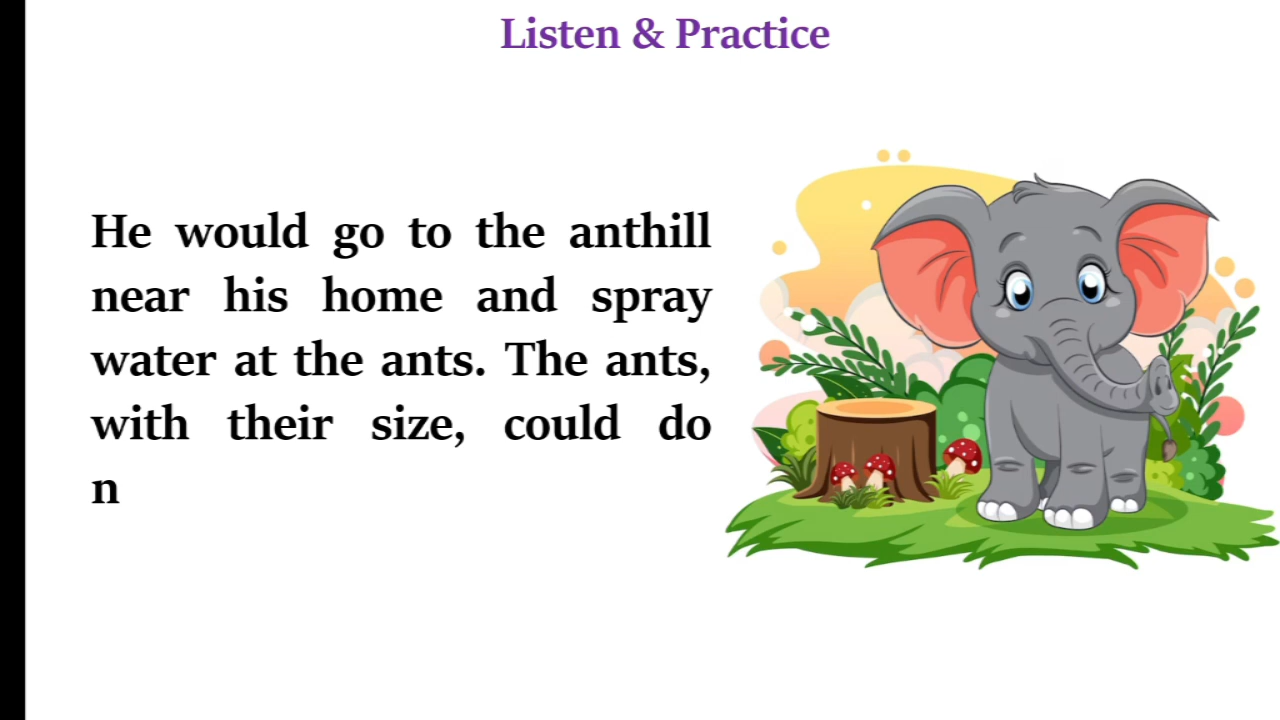 Listen & Practice
He would go to the anthill
near his home and spray
water at the ants. The ants,
with their size, could do
n